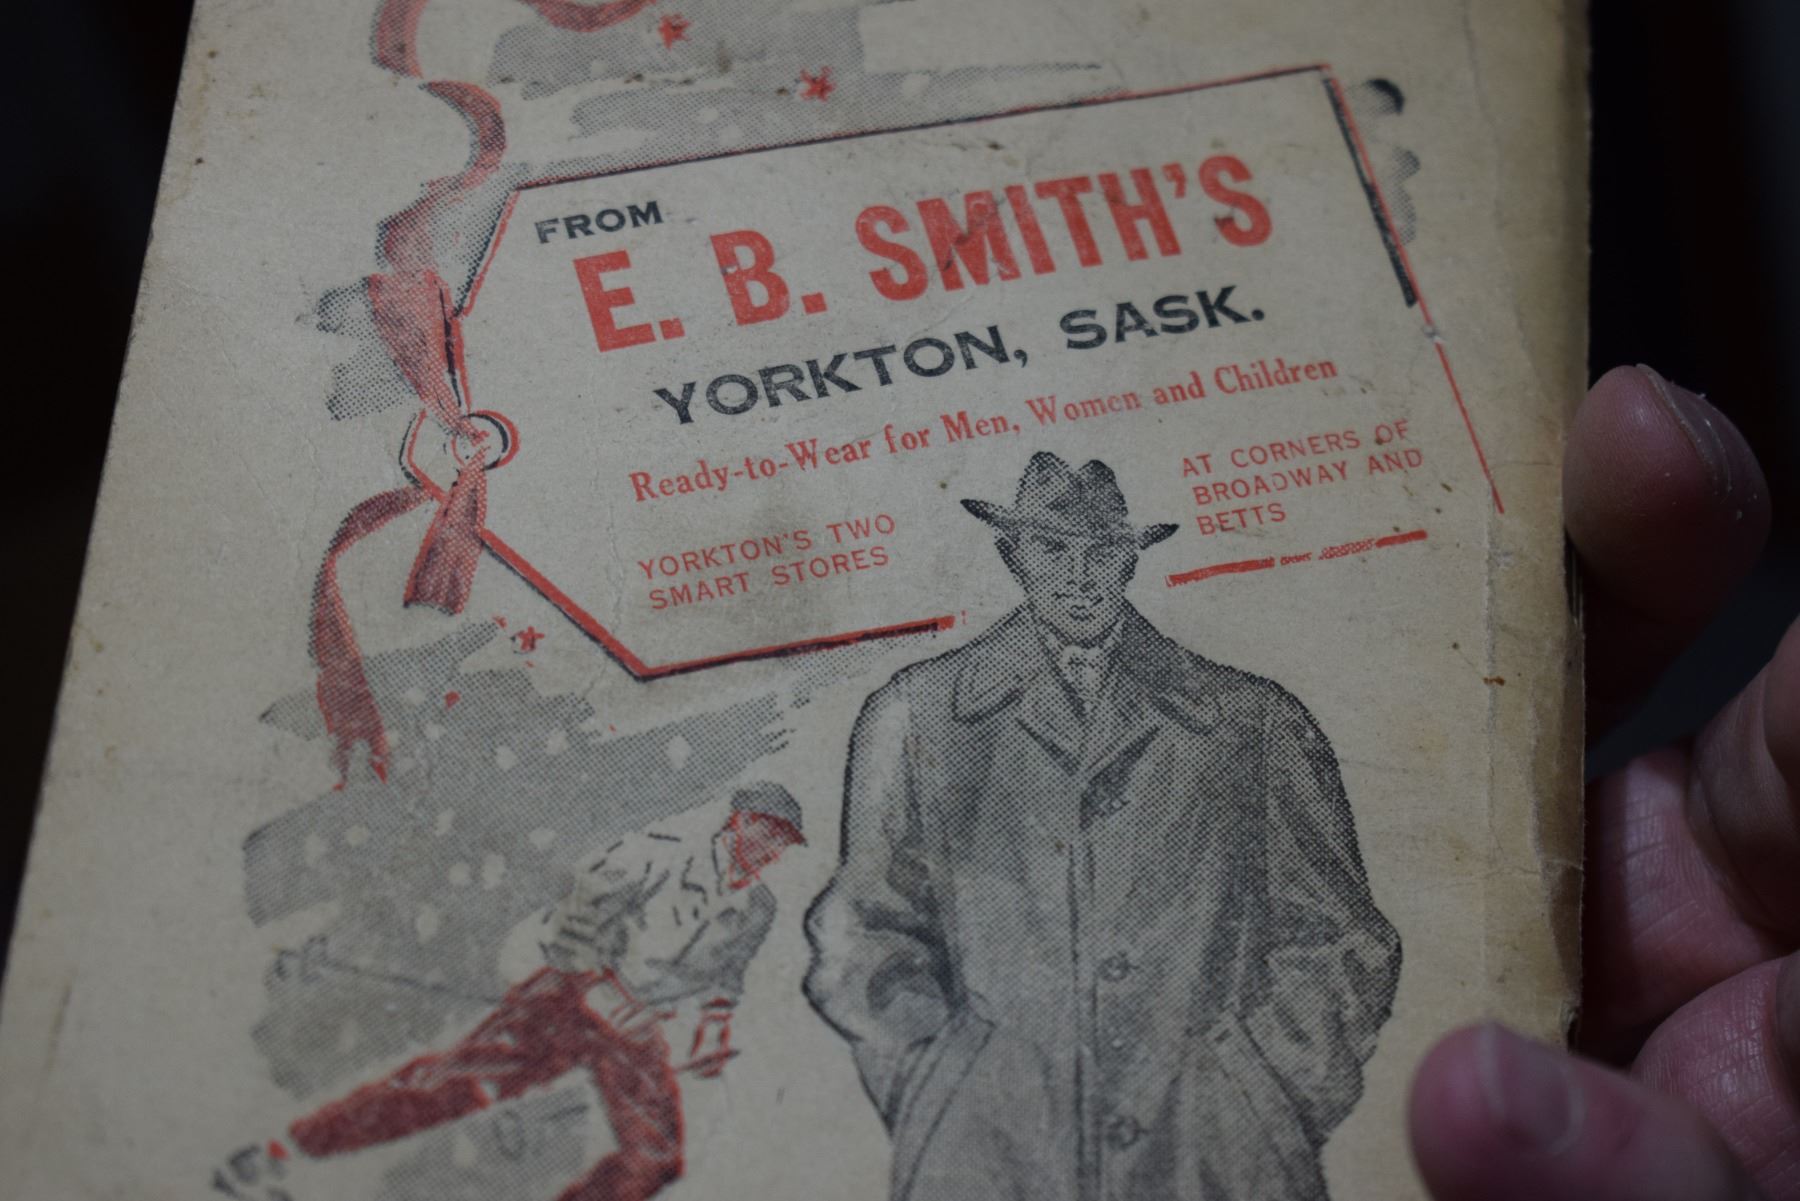 FROM
E. B. SMITH'S
YORKTON, SASK.
Ready-to-Wear for Men, Women and Children
YORKTON'S TWO
SMART STORES
AT CORNERS OF
BROADWAY AND
BETTS